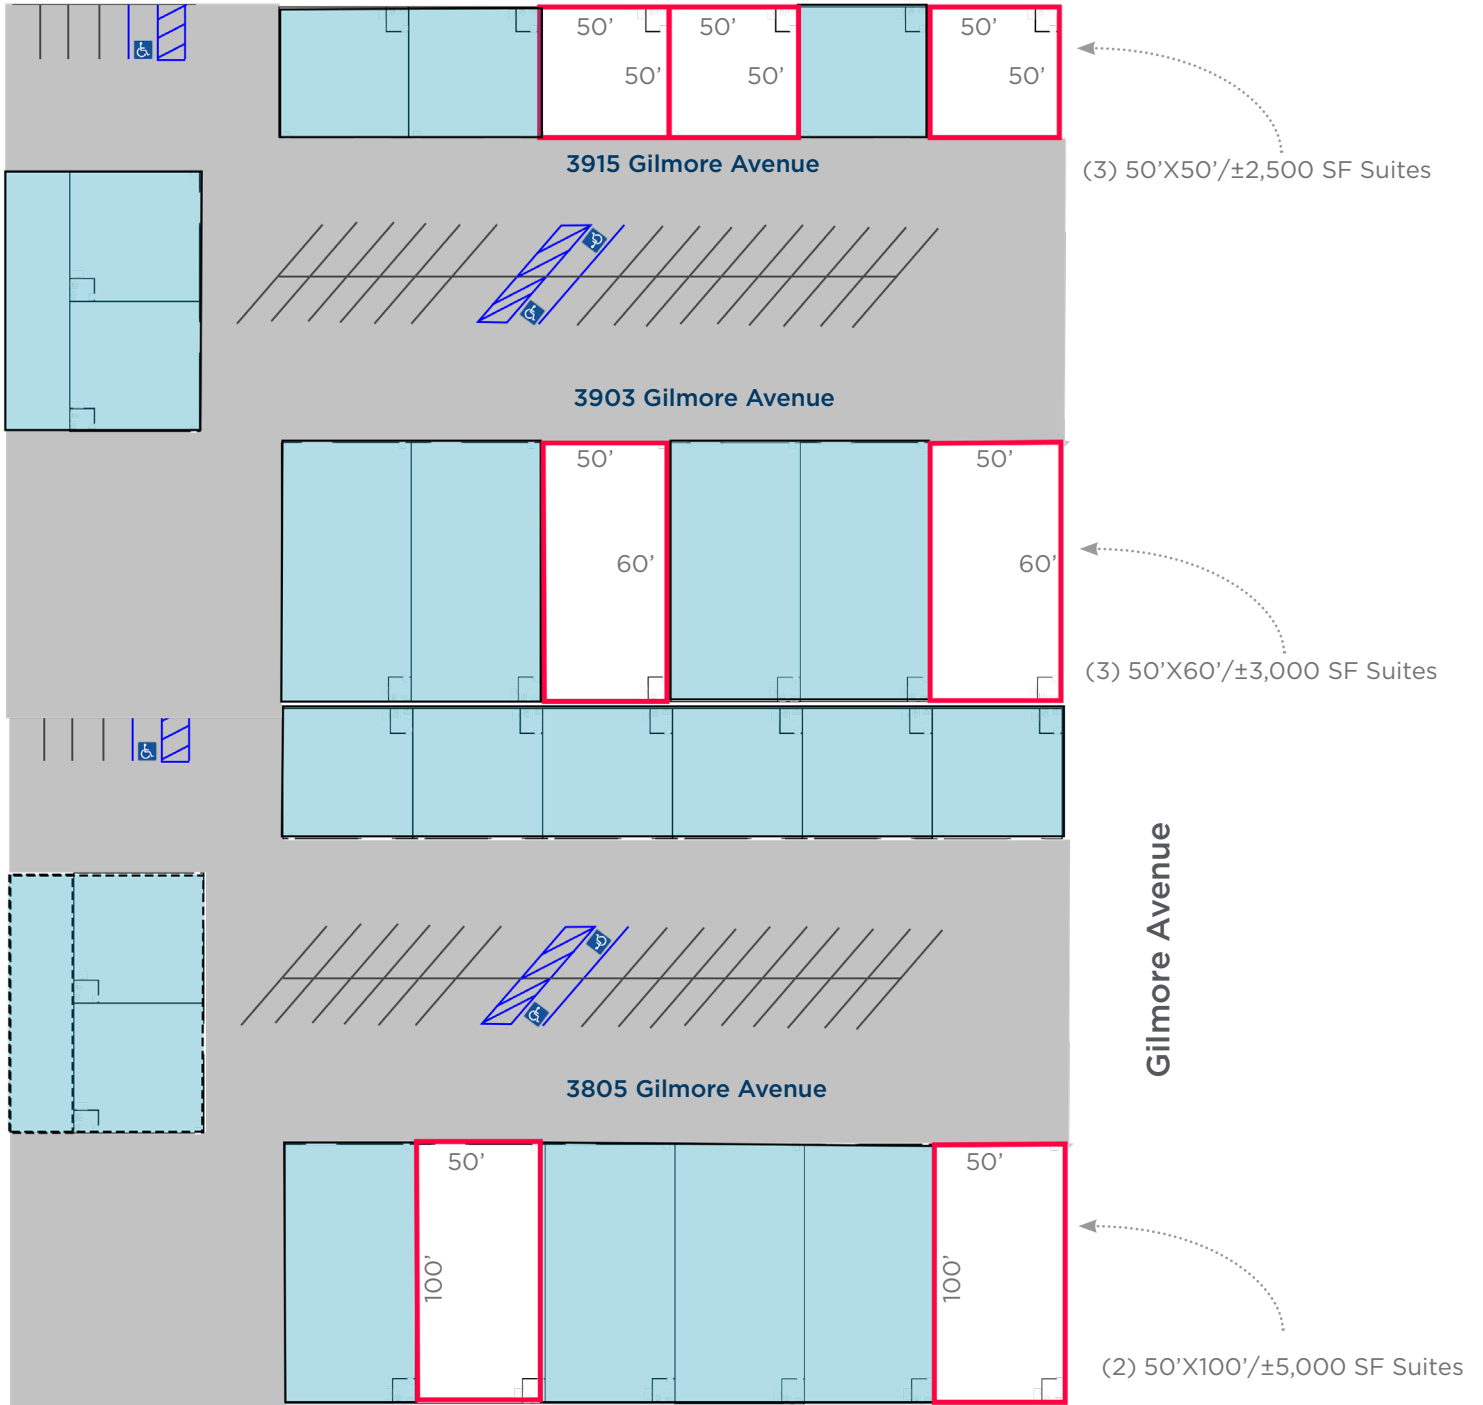 50’ 50’ 50’
50’ 50’ 50’
3915 Gilmore Avenue
(3) 50’X50’/±2,500 SF Suites
3903 Gilmore Avenue
50’ 50’
60’ 60’
(3) 50’X60’/±3,000 SF Suites
Gilmore Avenue
3805 Gilmore Avenue
50’ 50’
100’ 100’
(2) 50’X100’/±5,000 SF Suites